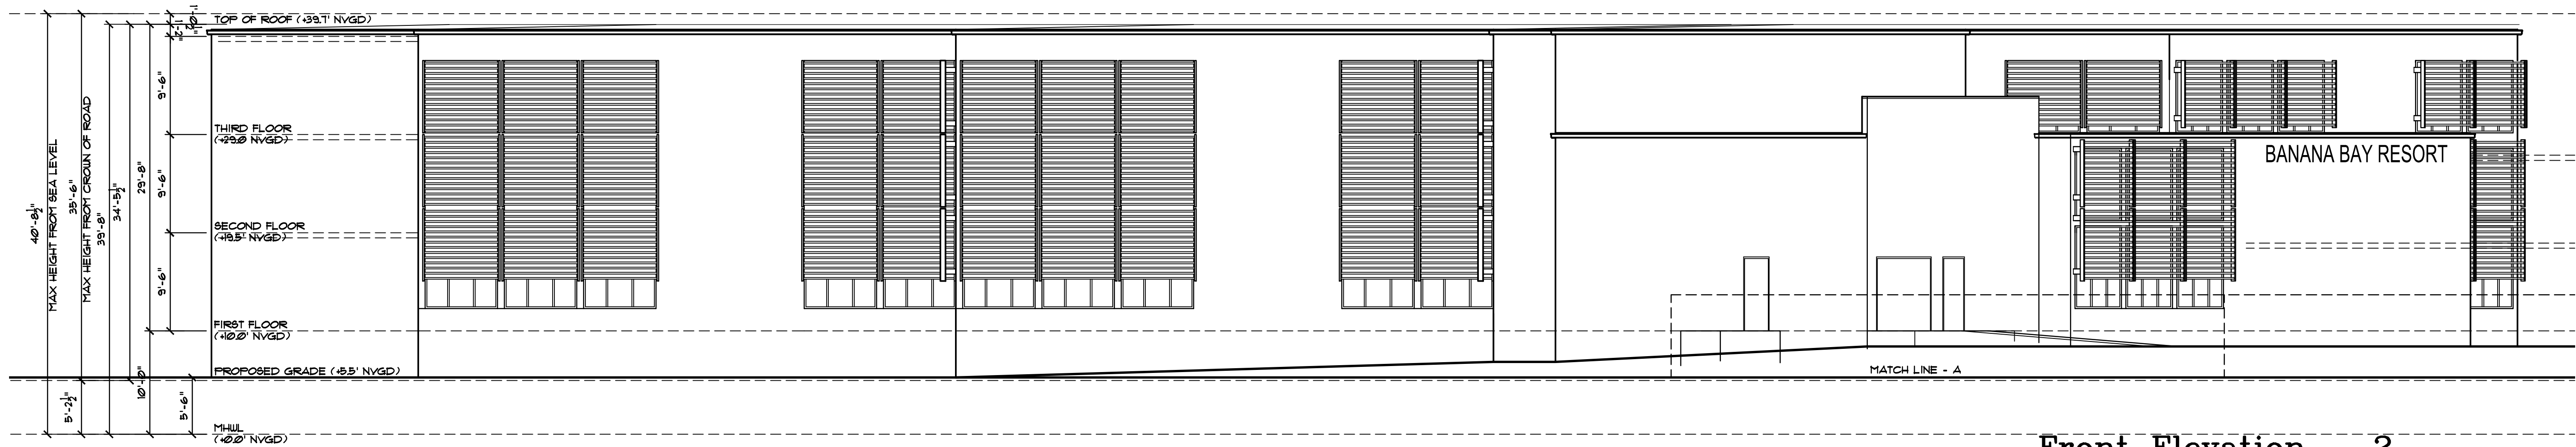 TOP OF ROOF (+39.7' NVGD)
THIRD FLOOR
(+29.0' NVGD)
SECOND FLOOR
(+19.5' NVGD)
FIRST FLOOR
(+10.0' NVGD)
PROPOSED GRADE (+5.5' NVGD)
MHWL
(+0.0' NVGD)
40'-8½"
MAX HEIGHT FROM SEA LEVEL
35'-6"
MAX HEIGHT FROM CROWN OF ROAD
39'-8"
34'-5½"
29'-8"
9'-6"
9'-6"
9'-6"
5'-2½"
10'-0"
5'-6"
BANANA BAY RESORT
MATCH LINE - A